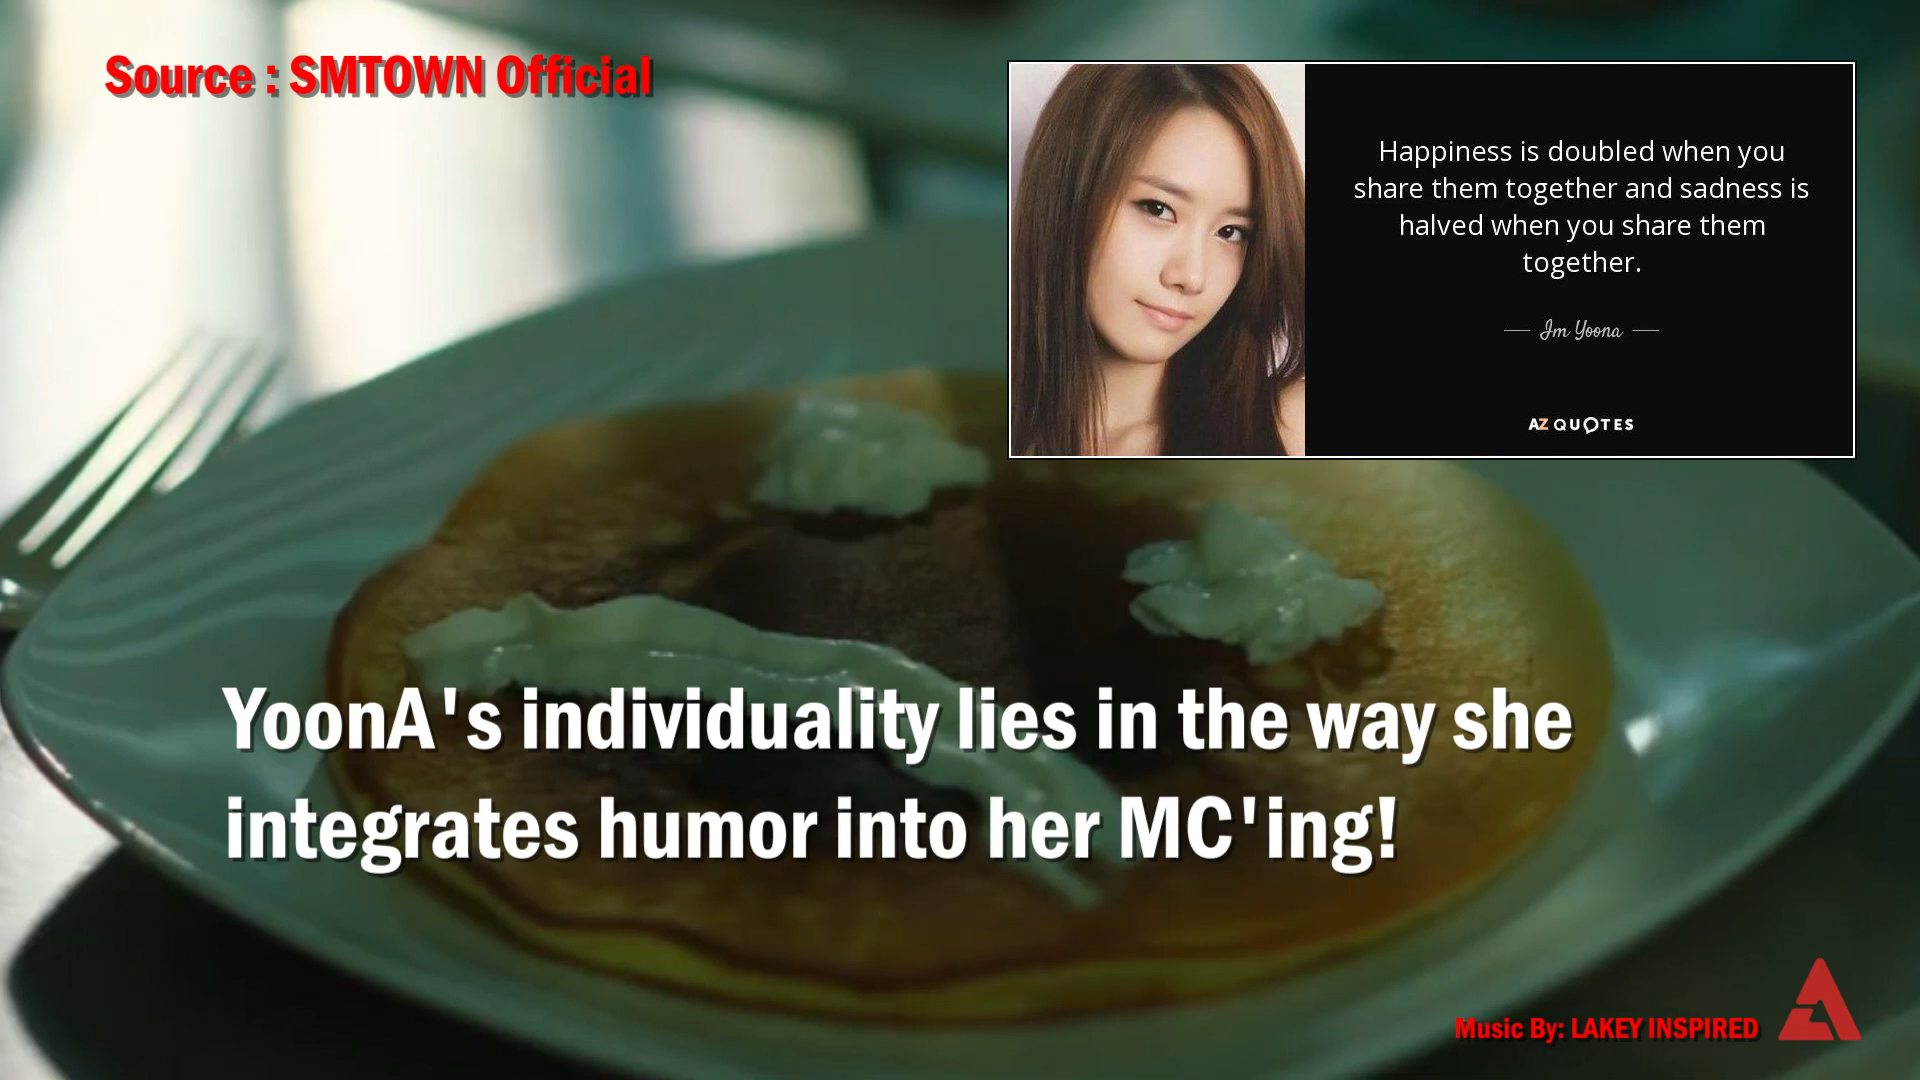 Source : SMTOWN Official
Happiness is doubled when you
share them together and sadness is
halved when you share them
together.
Im Yoona
AZ QUOTES
YoonA's individuality lies in the way she
integrates humor into her MC'ing!
Music By: LAKEY INSPIRED